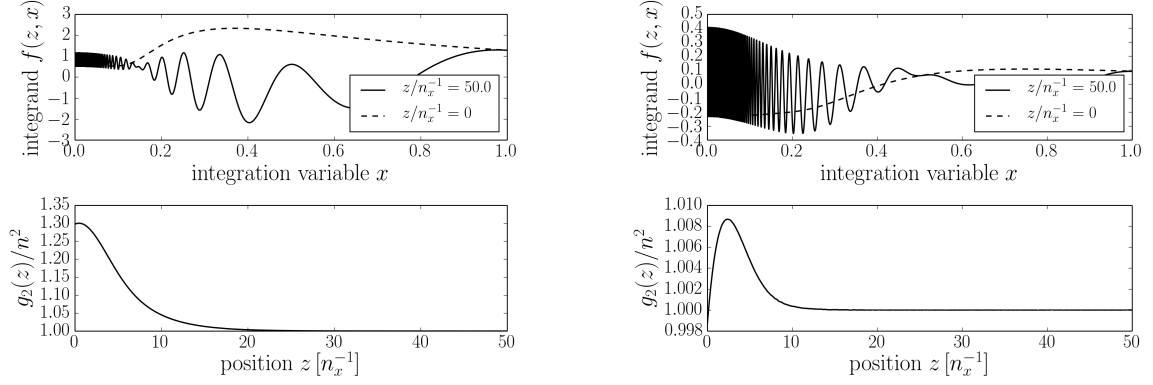 integrand f(z, x)
3
2
1
0
−1
−2
−3
0.0 0.2 0.4 0.6 0.8 1.0
integration variable x
z/n_x^{-1} = 50.0
z/n_x^{-1} = 0
integrand f(z, x)
0.5
0.4
0.3
0.2
0.1
0.0
−0.1
−0.2
−0.3
−0.4
0.0 0.2 0.4 0.6 0.8 1.0
integration variable x
z/n_x^{-1} = 50.0
z/n_x^{-1} = 0
g_2(z)/n^2
1.35
1.30
1.25
1.20
1.15
1.10
1.05
1.00
0 10 20 30 40 50
position z [n_x^{-1}]
g_2(z)/n^2
1.010
1.008
1.006
1.004
1.002
1.000
0.998
0 10 20 30 40 50
position z [n_x^{-1}]